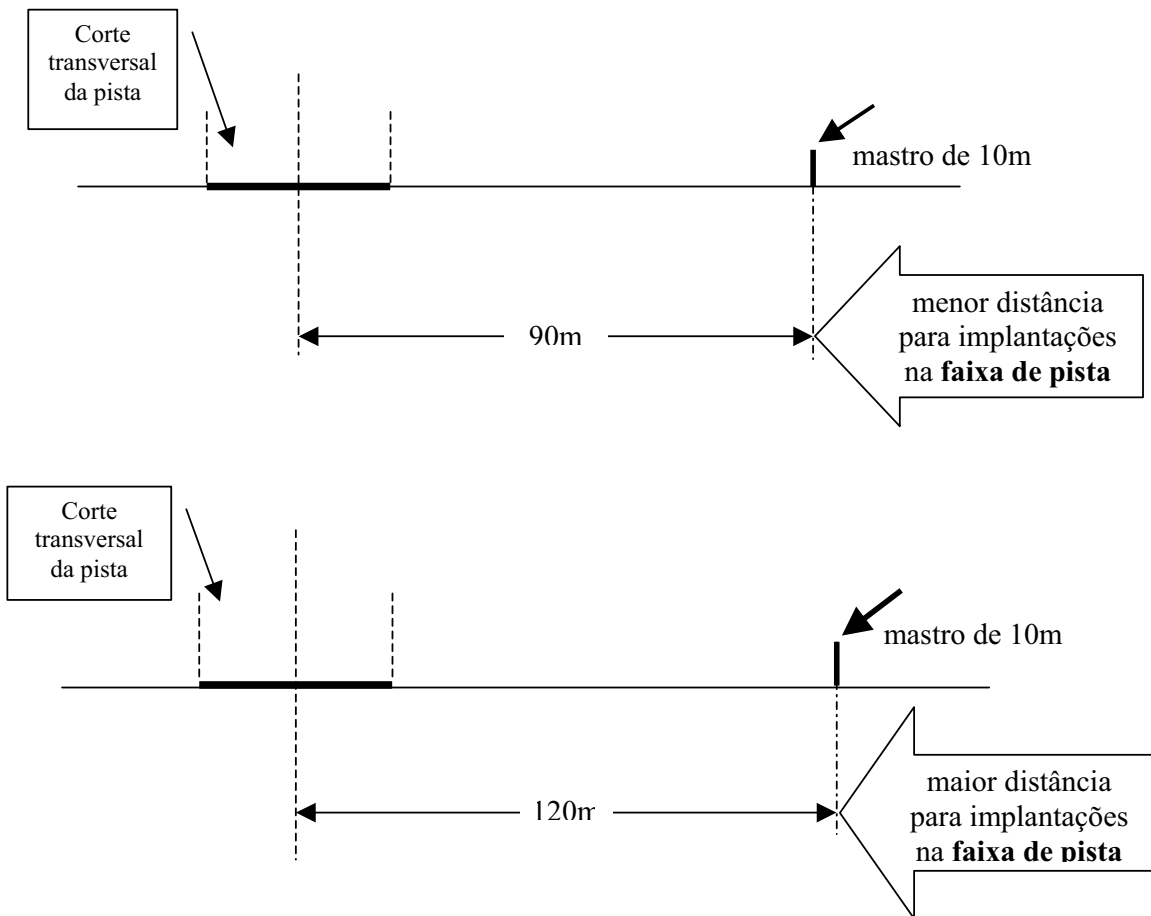 Corte
transversal
da pista
mastro de 10m
menor distância
para implantações
na faixa de pista
90m
Corte
transversal
da pista
mastro de 10m
maior distância
para implantações
na faixa de pista
120m